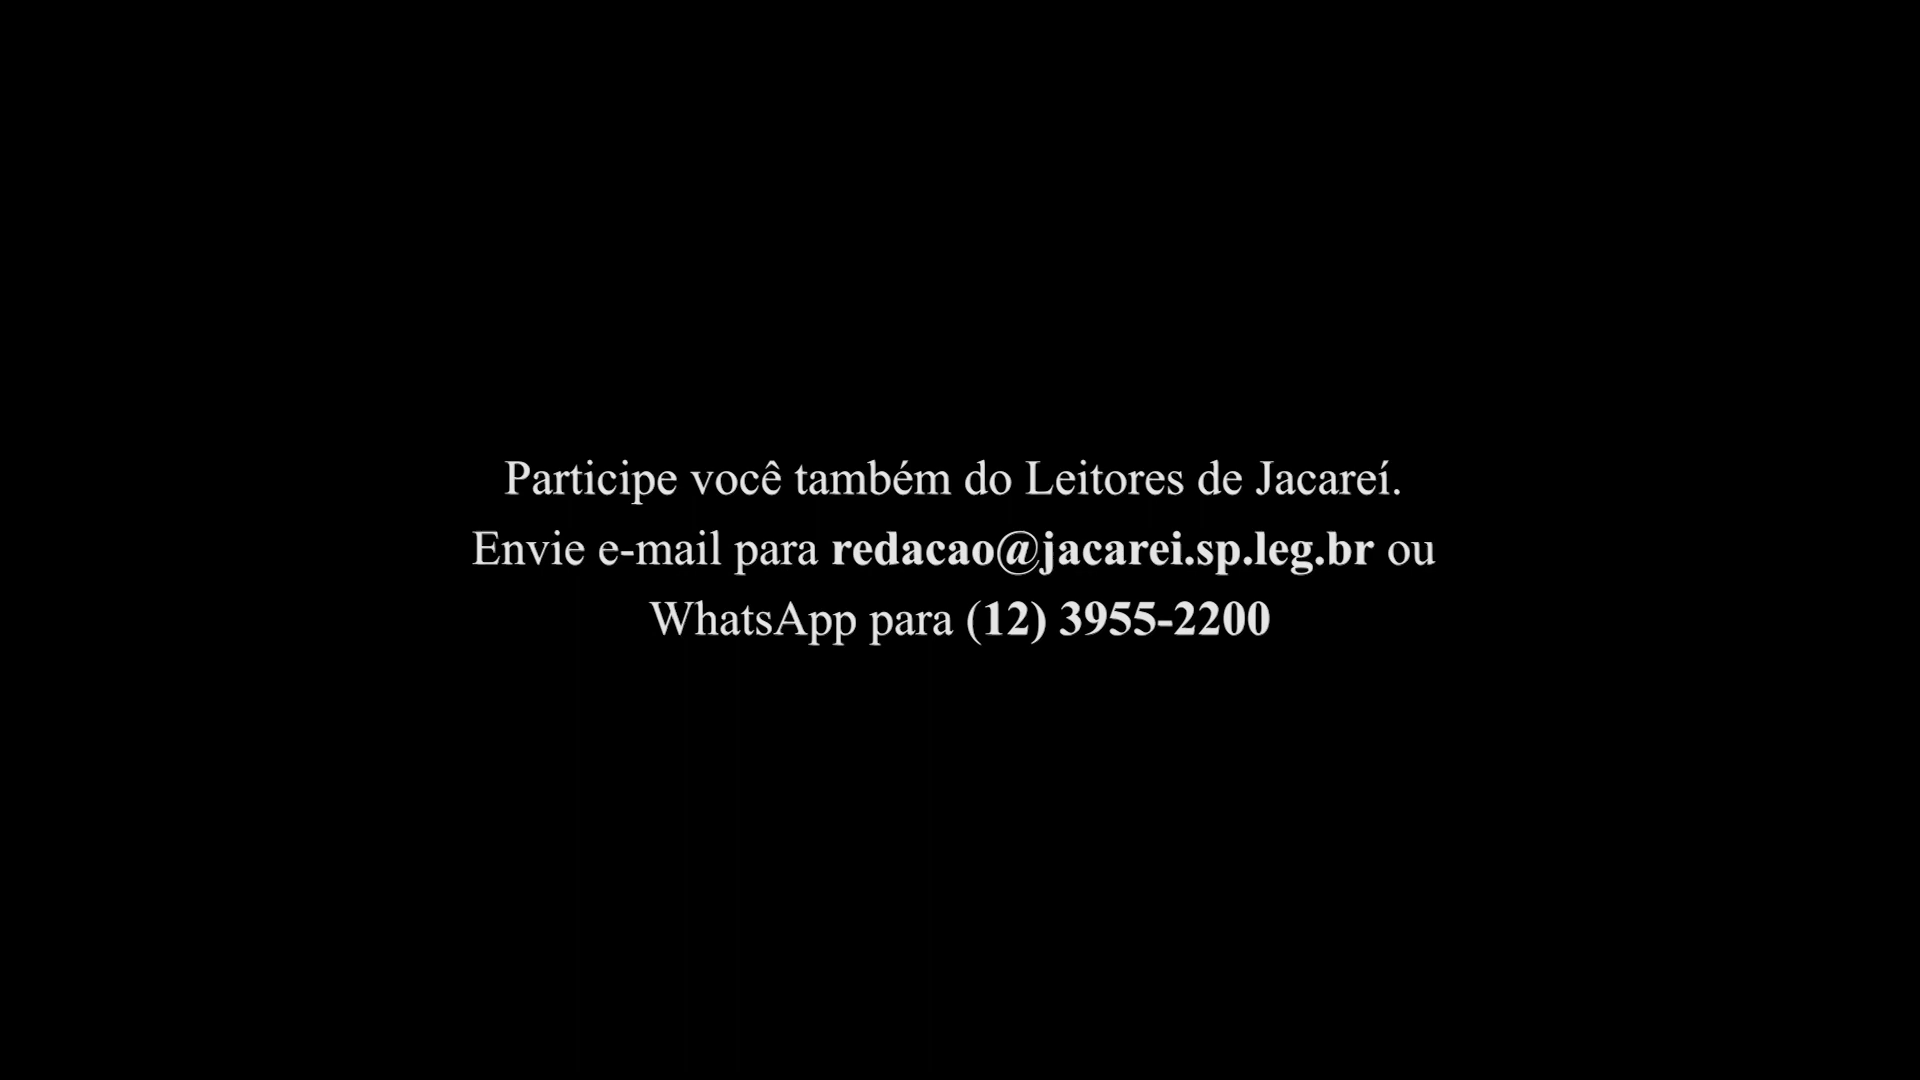 Participe você também do Leitores de Jacareí.
Envie e-mail para redacao@jacarei.sp.leg.br ou
WhatsApp para (12) 3955-2200